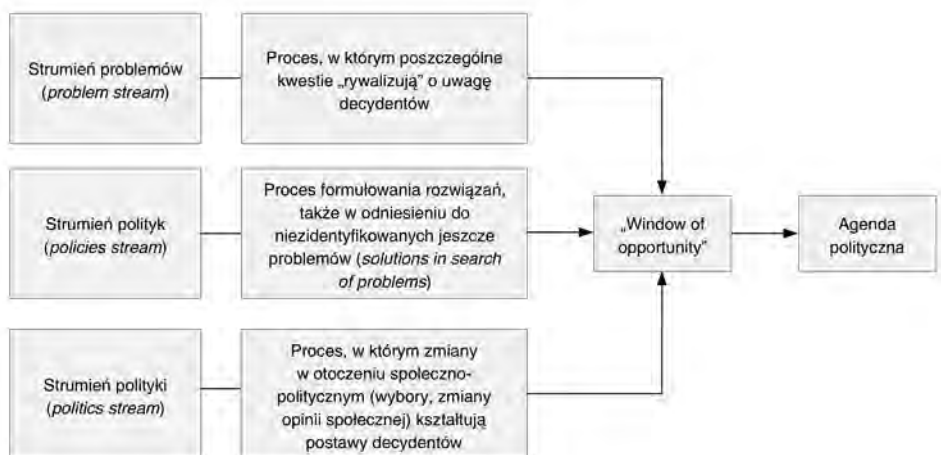 Strumień problemów
(problem stream)
Proces, w którym poszczególne
kwestie „rywalizują” o uwagę
decydentów
Strumień polityk
(policies stream)
Proces formułowania rozwiązań,
także w odniesieniu do
niezidentyfikowanych jeszcze
problemów (solutions in search
of problems)
„Window of
opportunity”
Agenda
polityczna
Strumień polityki
(politics stream)
Proces, w którym zmiany
w otoczeniu społeczno-
politycznym (wybory, zmiany
opinii społecznej) kształtują
postawy decydentów